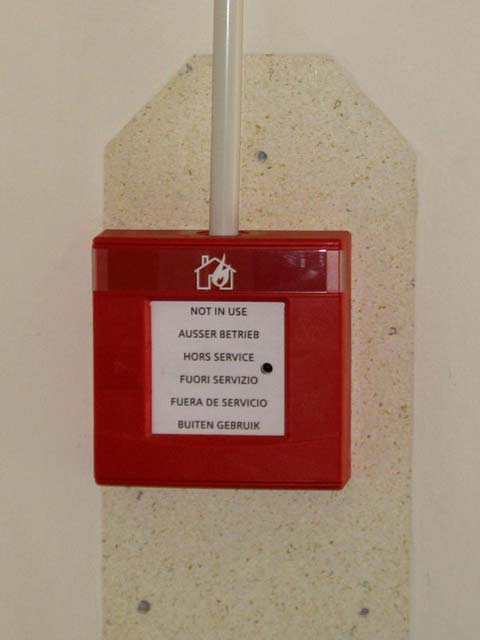 NOT IN USE
AUSSER BETRIEB
HORS SERVICE
FUORI SERVIZIO
FUERA DE SERVICIO
BUITEN GEBRUIK